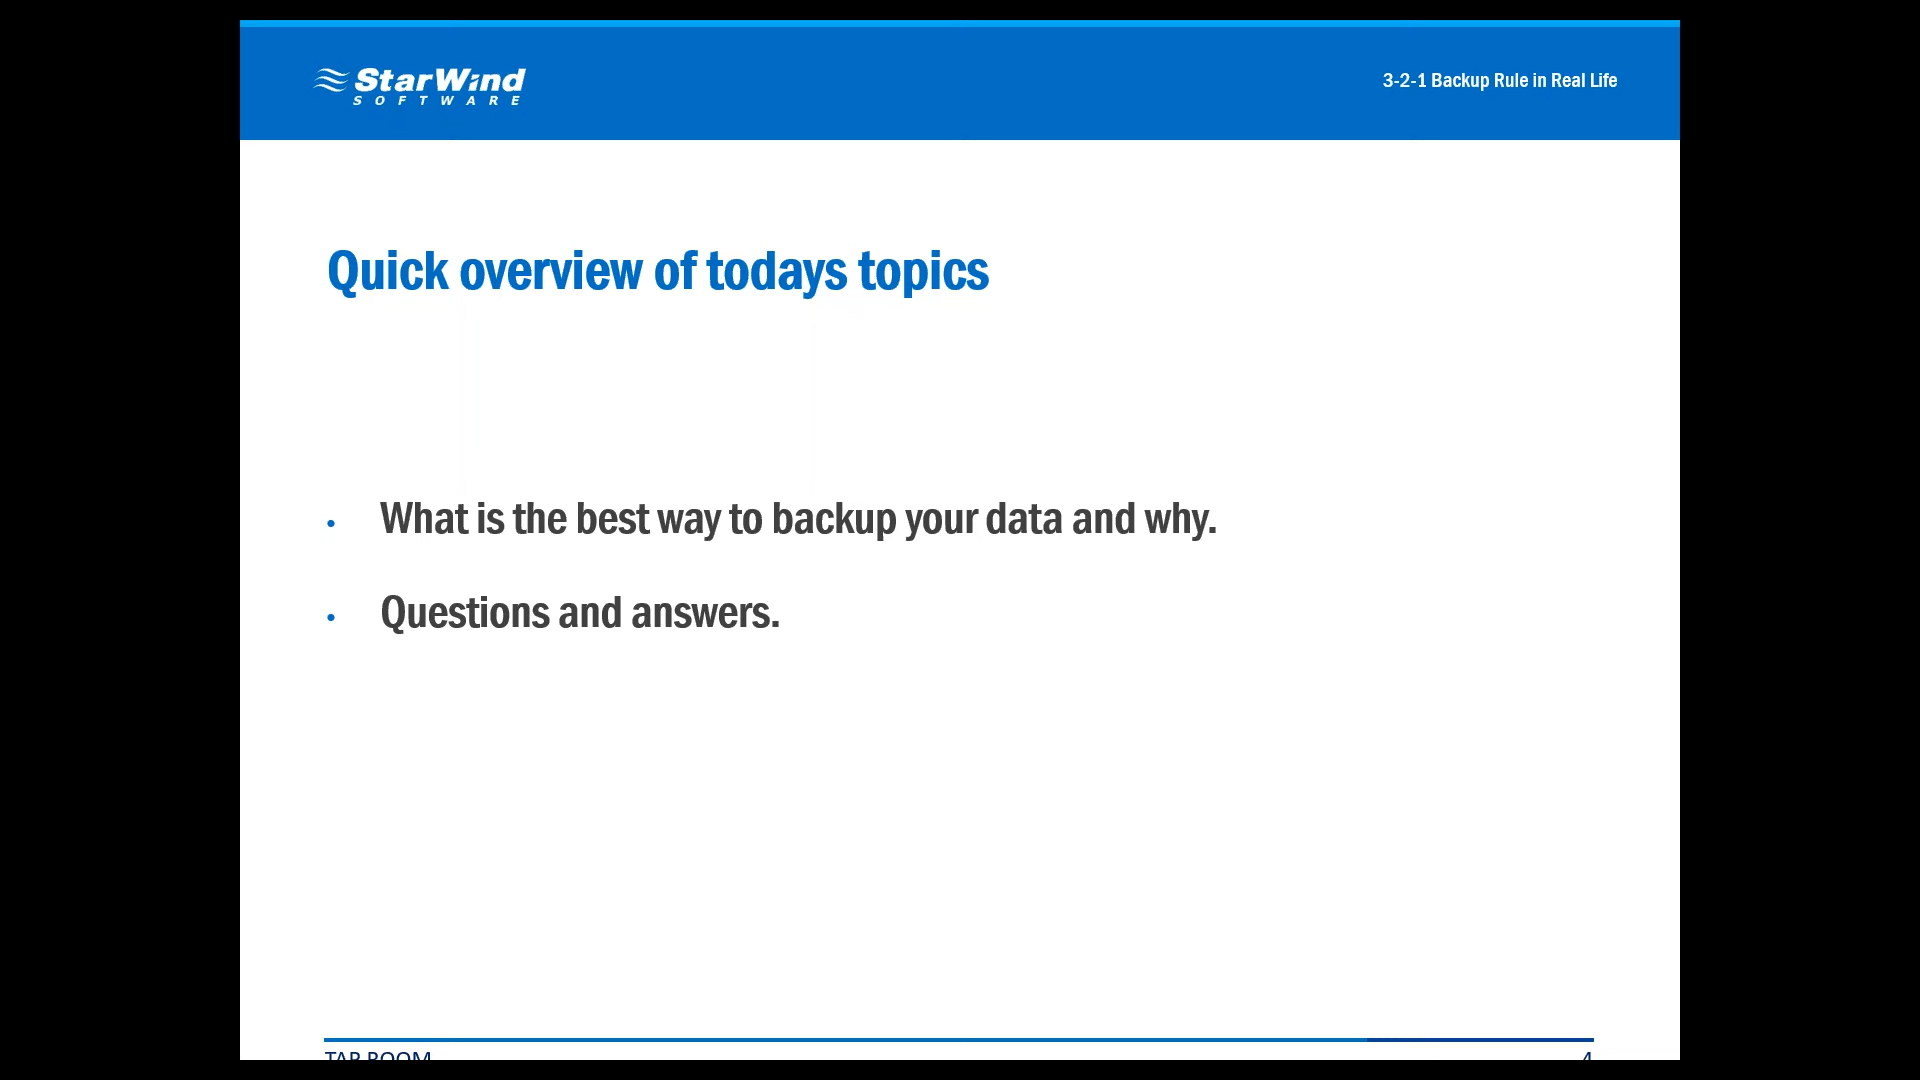 StarWind
SOFTWARE
3-2-1 Backup Rule in Real Life
Quick overview of todays topics
• What is the best way to backup your data and why.
• Questions and answers.
4